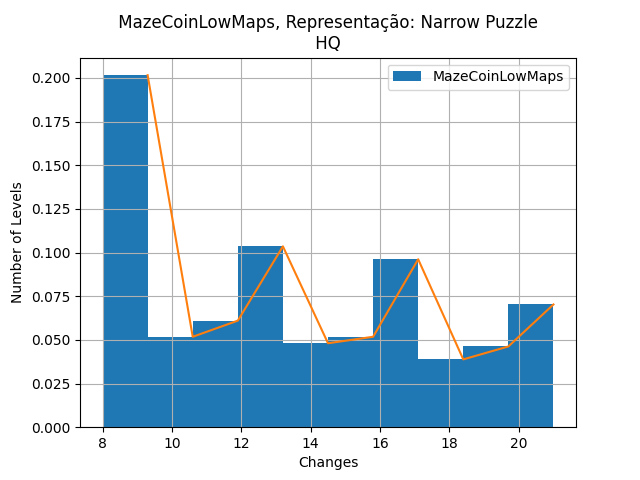 MazeCoinLowMaps, Representação: Narrow Puzzle
HQ
MazeCoinLowMaps
Number of Levels
0.200
0.175
0.150
0.125
0.100
0.075
0.050
0.025
0.000
8 10 12 14 16 18 20
Changes